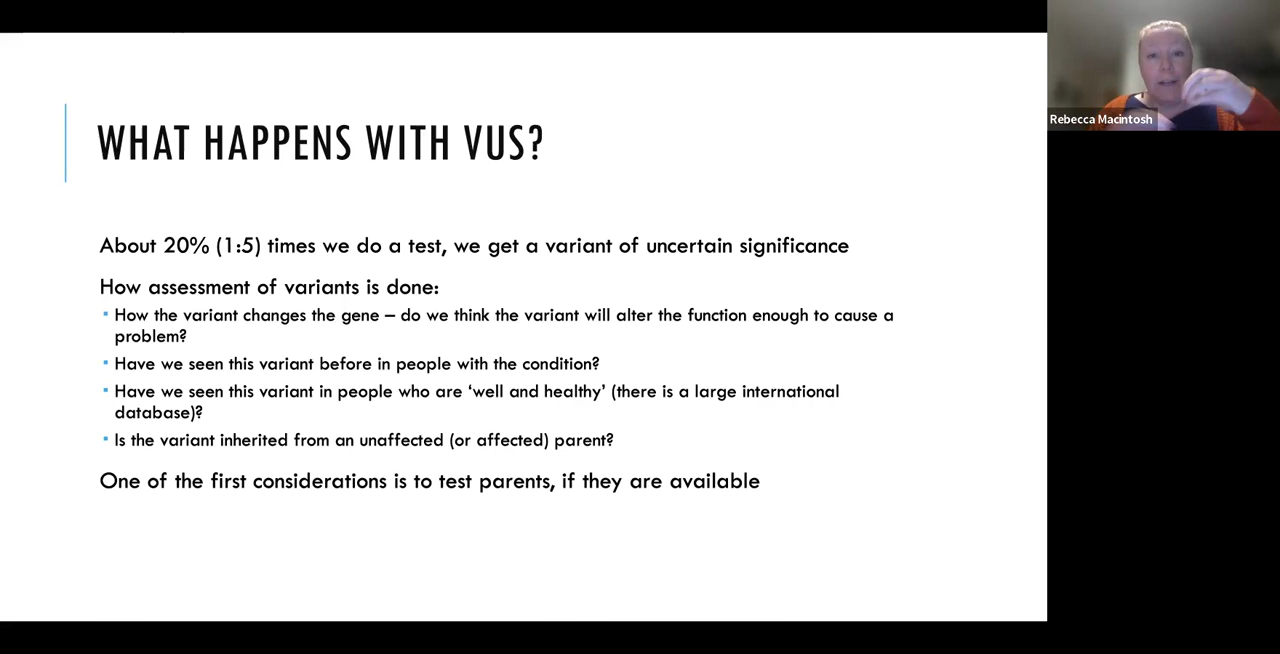 WHAT HAPPENS WITH VUS?
About 20% (1:5) times we do a test, we get a variant of uncertain significance
How assessment of variants is done:
▪ How the variant changes the gene – do we think the variant will alter the function enough to cause a
problem?
▪ Have we seen this variant before in people with the condition?
▪ Have we seen this variant in people who are ‘well and healthy’ (there is a large international
database)?
▪ Is the variant inherited from an unaffected (or affected) parent?
One of the first considerations is to test parents, if they are available
Rebecca Macintosh